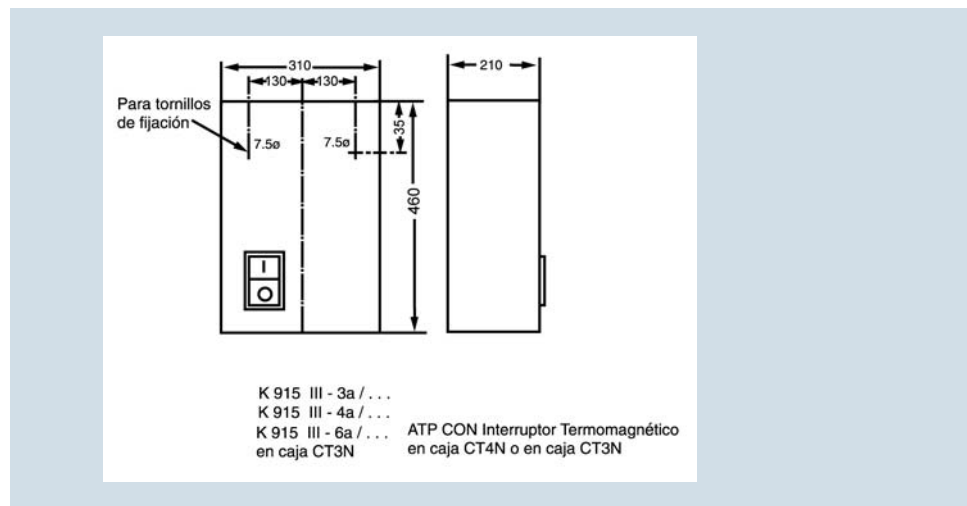 310
210
130
130
Para tornillos
de fijación
7.5ø
7.5ø
35
460
I
O
K 915 III - 3a / . . .
K 915 III - 4a / . . .
K 915 III - 6a / . . .
en caja CT3N
ATP CON Interruptor Termomagnético
en caja CT4N o en caja CT3N